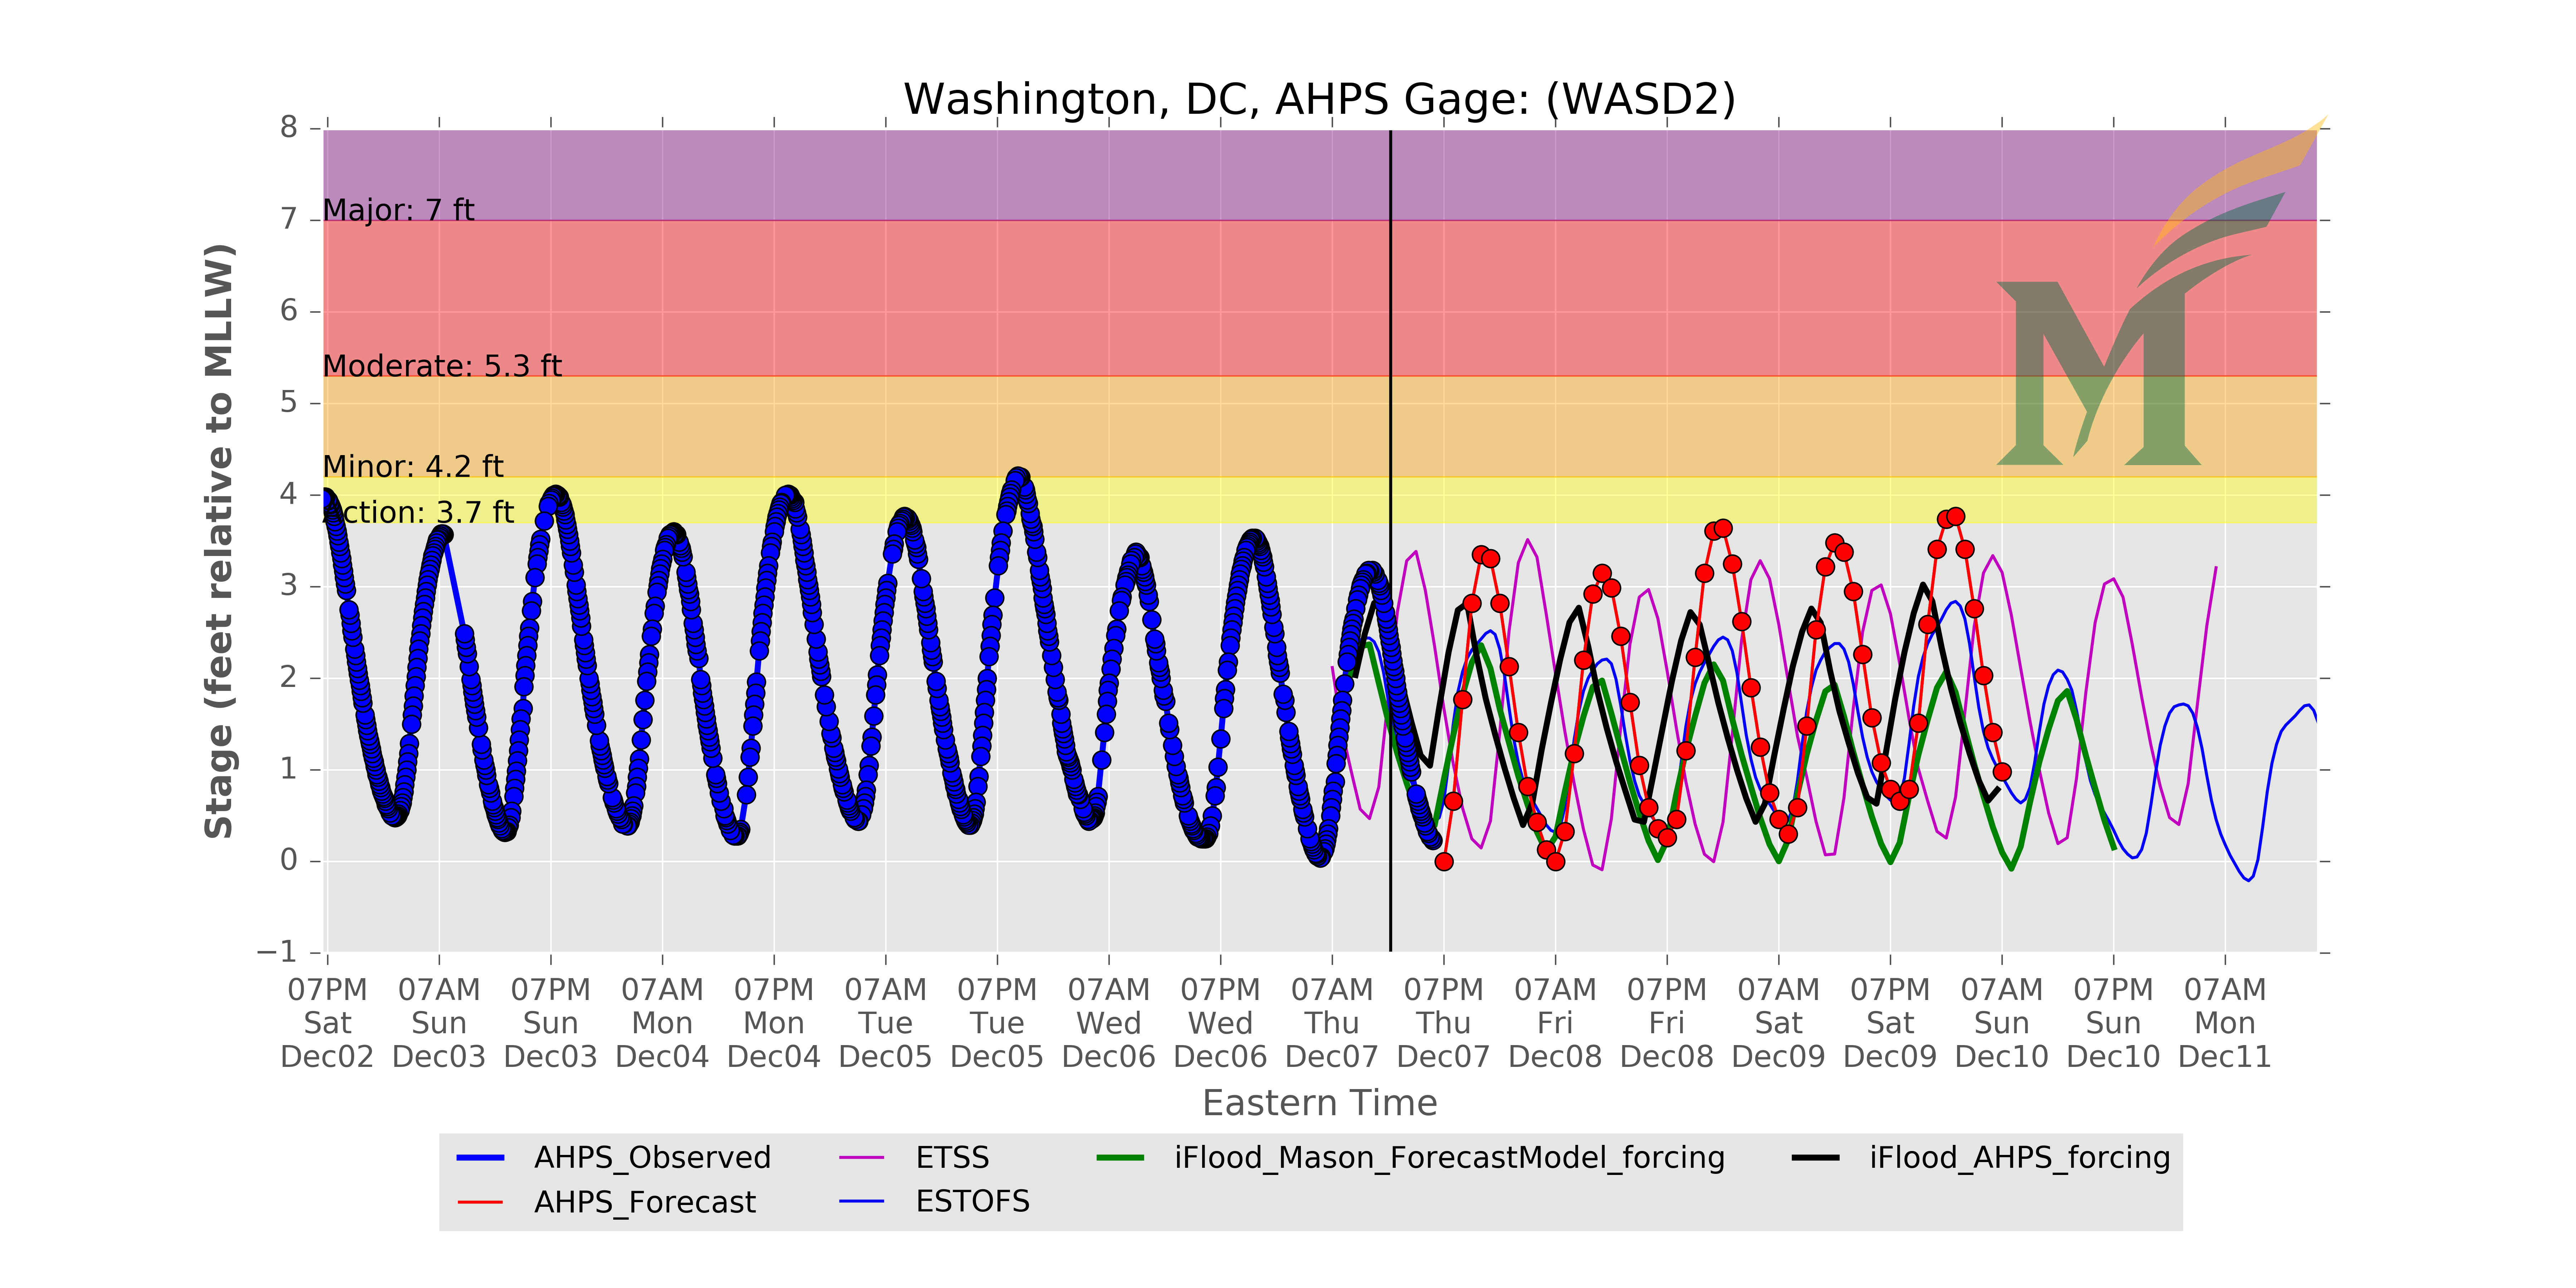 Washington, DC, AHPS Gage: (WASD2)
Stage (feet relative to MLLW)
8
7
6
5
4
3
2
1
0
−1
Major: 7 ft
Moderate: 5.3 ft
Minor: 4.2 ft
Action: 3.7 ft
07PM 07AM 07PM 07AM 07PM 07AM 07PM 07AM 07PM 07AM 07PM 07AM 07PM 07AM 07PM 07AM 07PM 07AM
Sat Sun Sun Mon Mon Tue Tue Wed Wed Thu Thu Fri Fri Sat Sat Sun Sun Mon
Dec02 Dec03 Dec03 Dec04 Dec04 Dec05 Dec05 Dec06 Dec06 Dec07 Dec07 Dec08 Dec08 Dec09 Dec09 Dec10 Dec10 Dec11
Eastern Time
AHPS_Observed ETSS iFlood_Mason_ForecastModel_forcing iFlood_AHPS_forcing
AHPS_Forecast ESTOFS
M